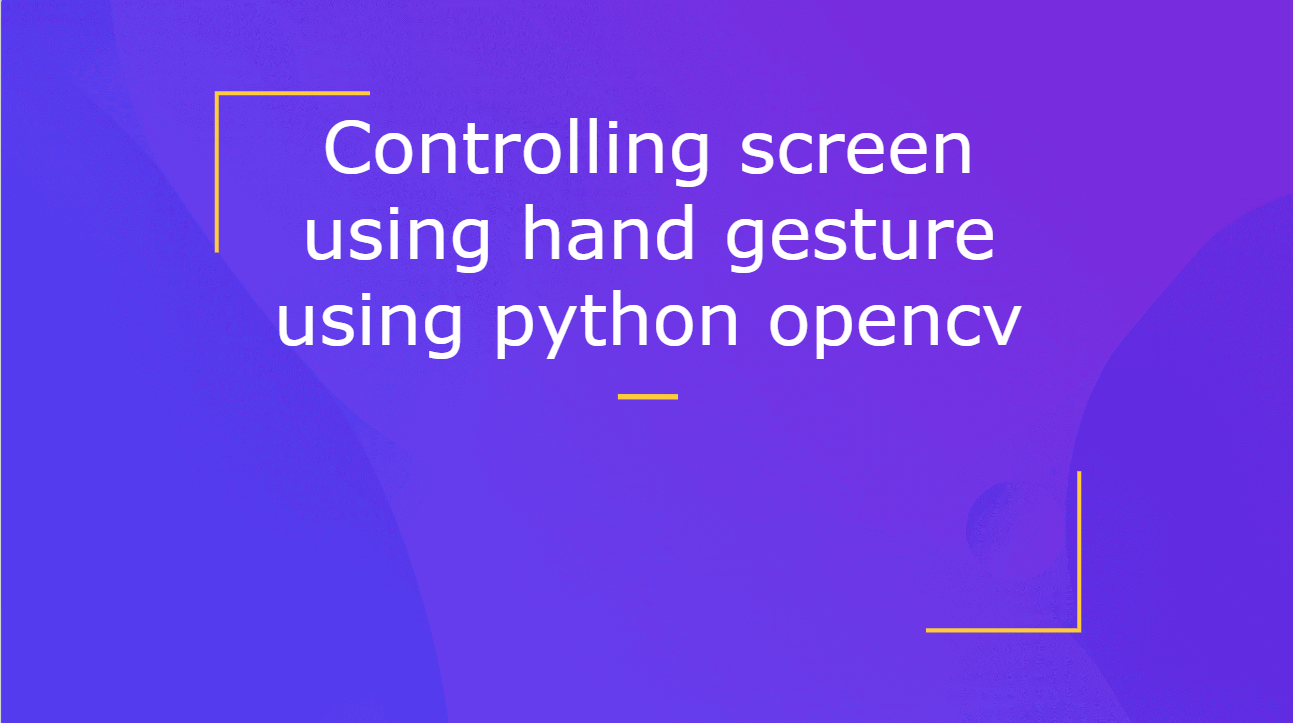 Controlling screen
using hand gesture
using python opencv